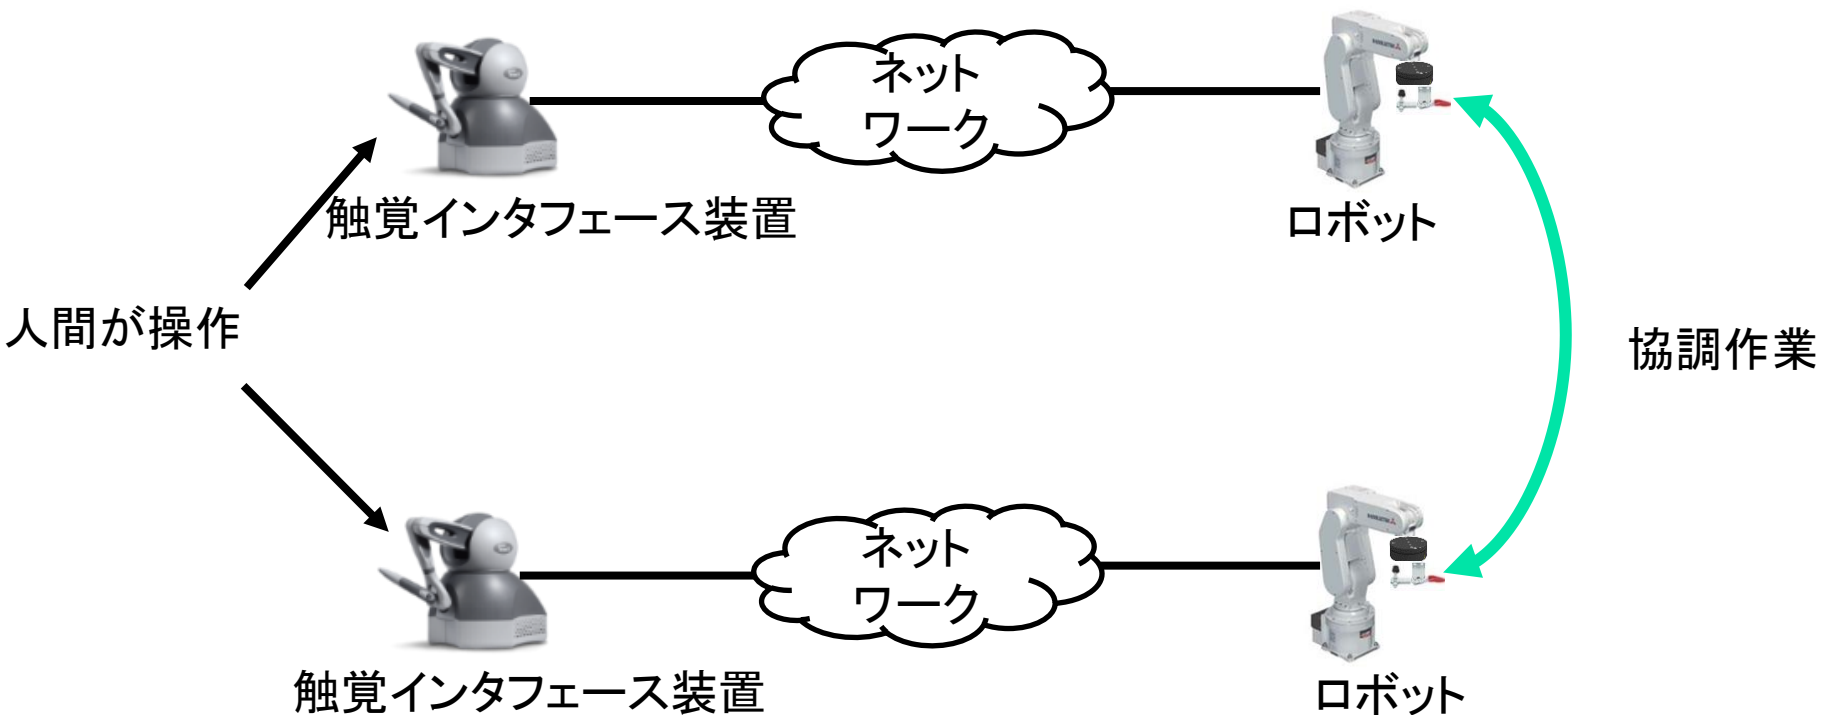 ネット
ワーク
触覚インタフェース装置
ロボット
人間が操作
協調作業
ネット
ワーク
触覚インタフェース装置
ロボット